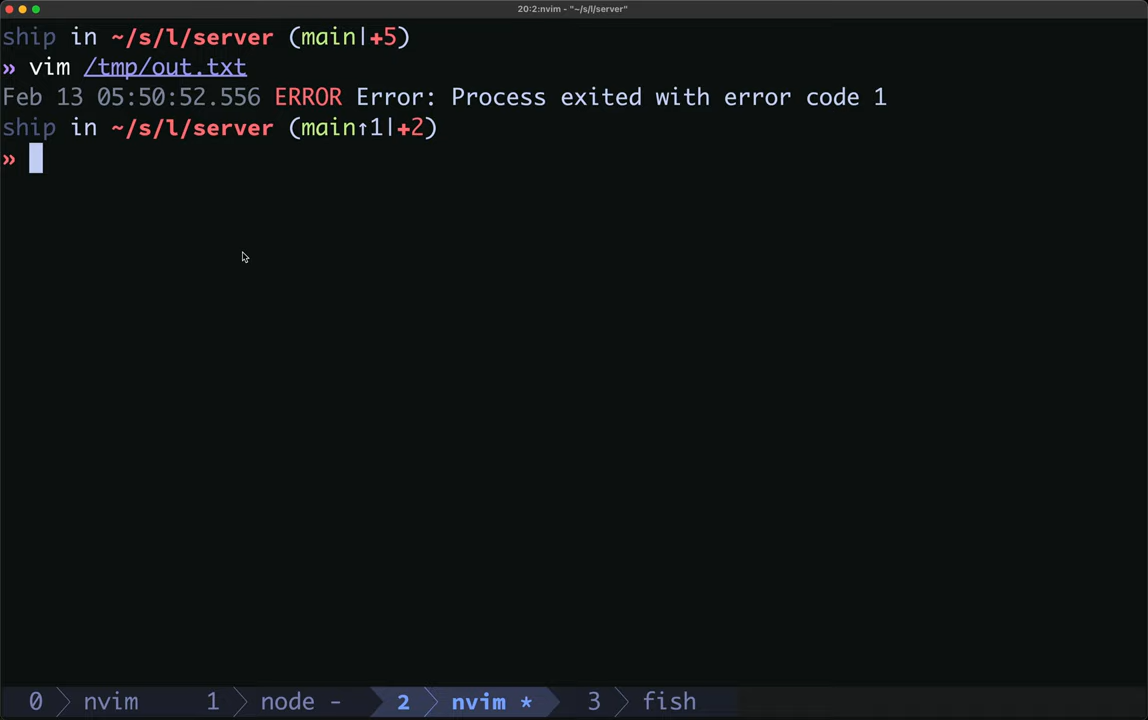 20:2:nvim - "~/s/l/server"
ship in ~/s/l/server (main|+5)
» vim /tmp/out.txt
Feb 13 05:50:52.556 ERROR Error: Process exited with error code 1
ship in ~/s/l/server (main↑1|+2)
»
0 nvim 1 node - 2 nvim * 3 fish